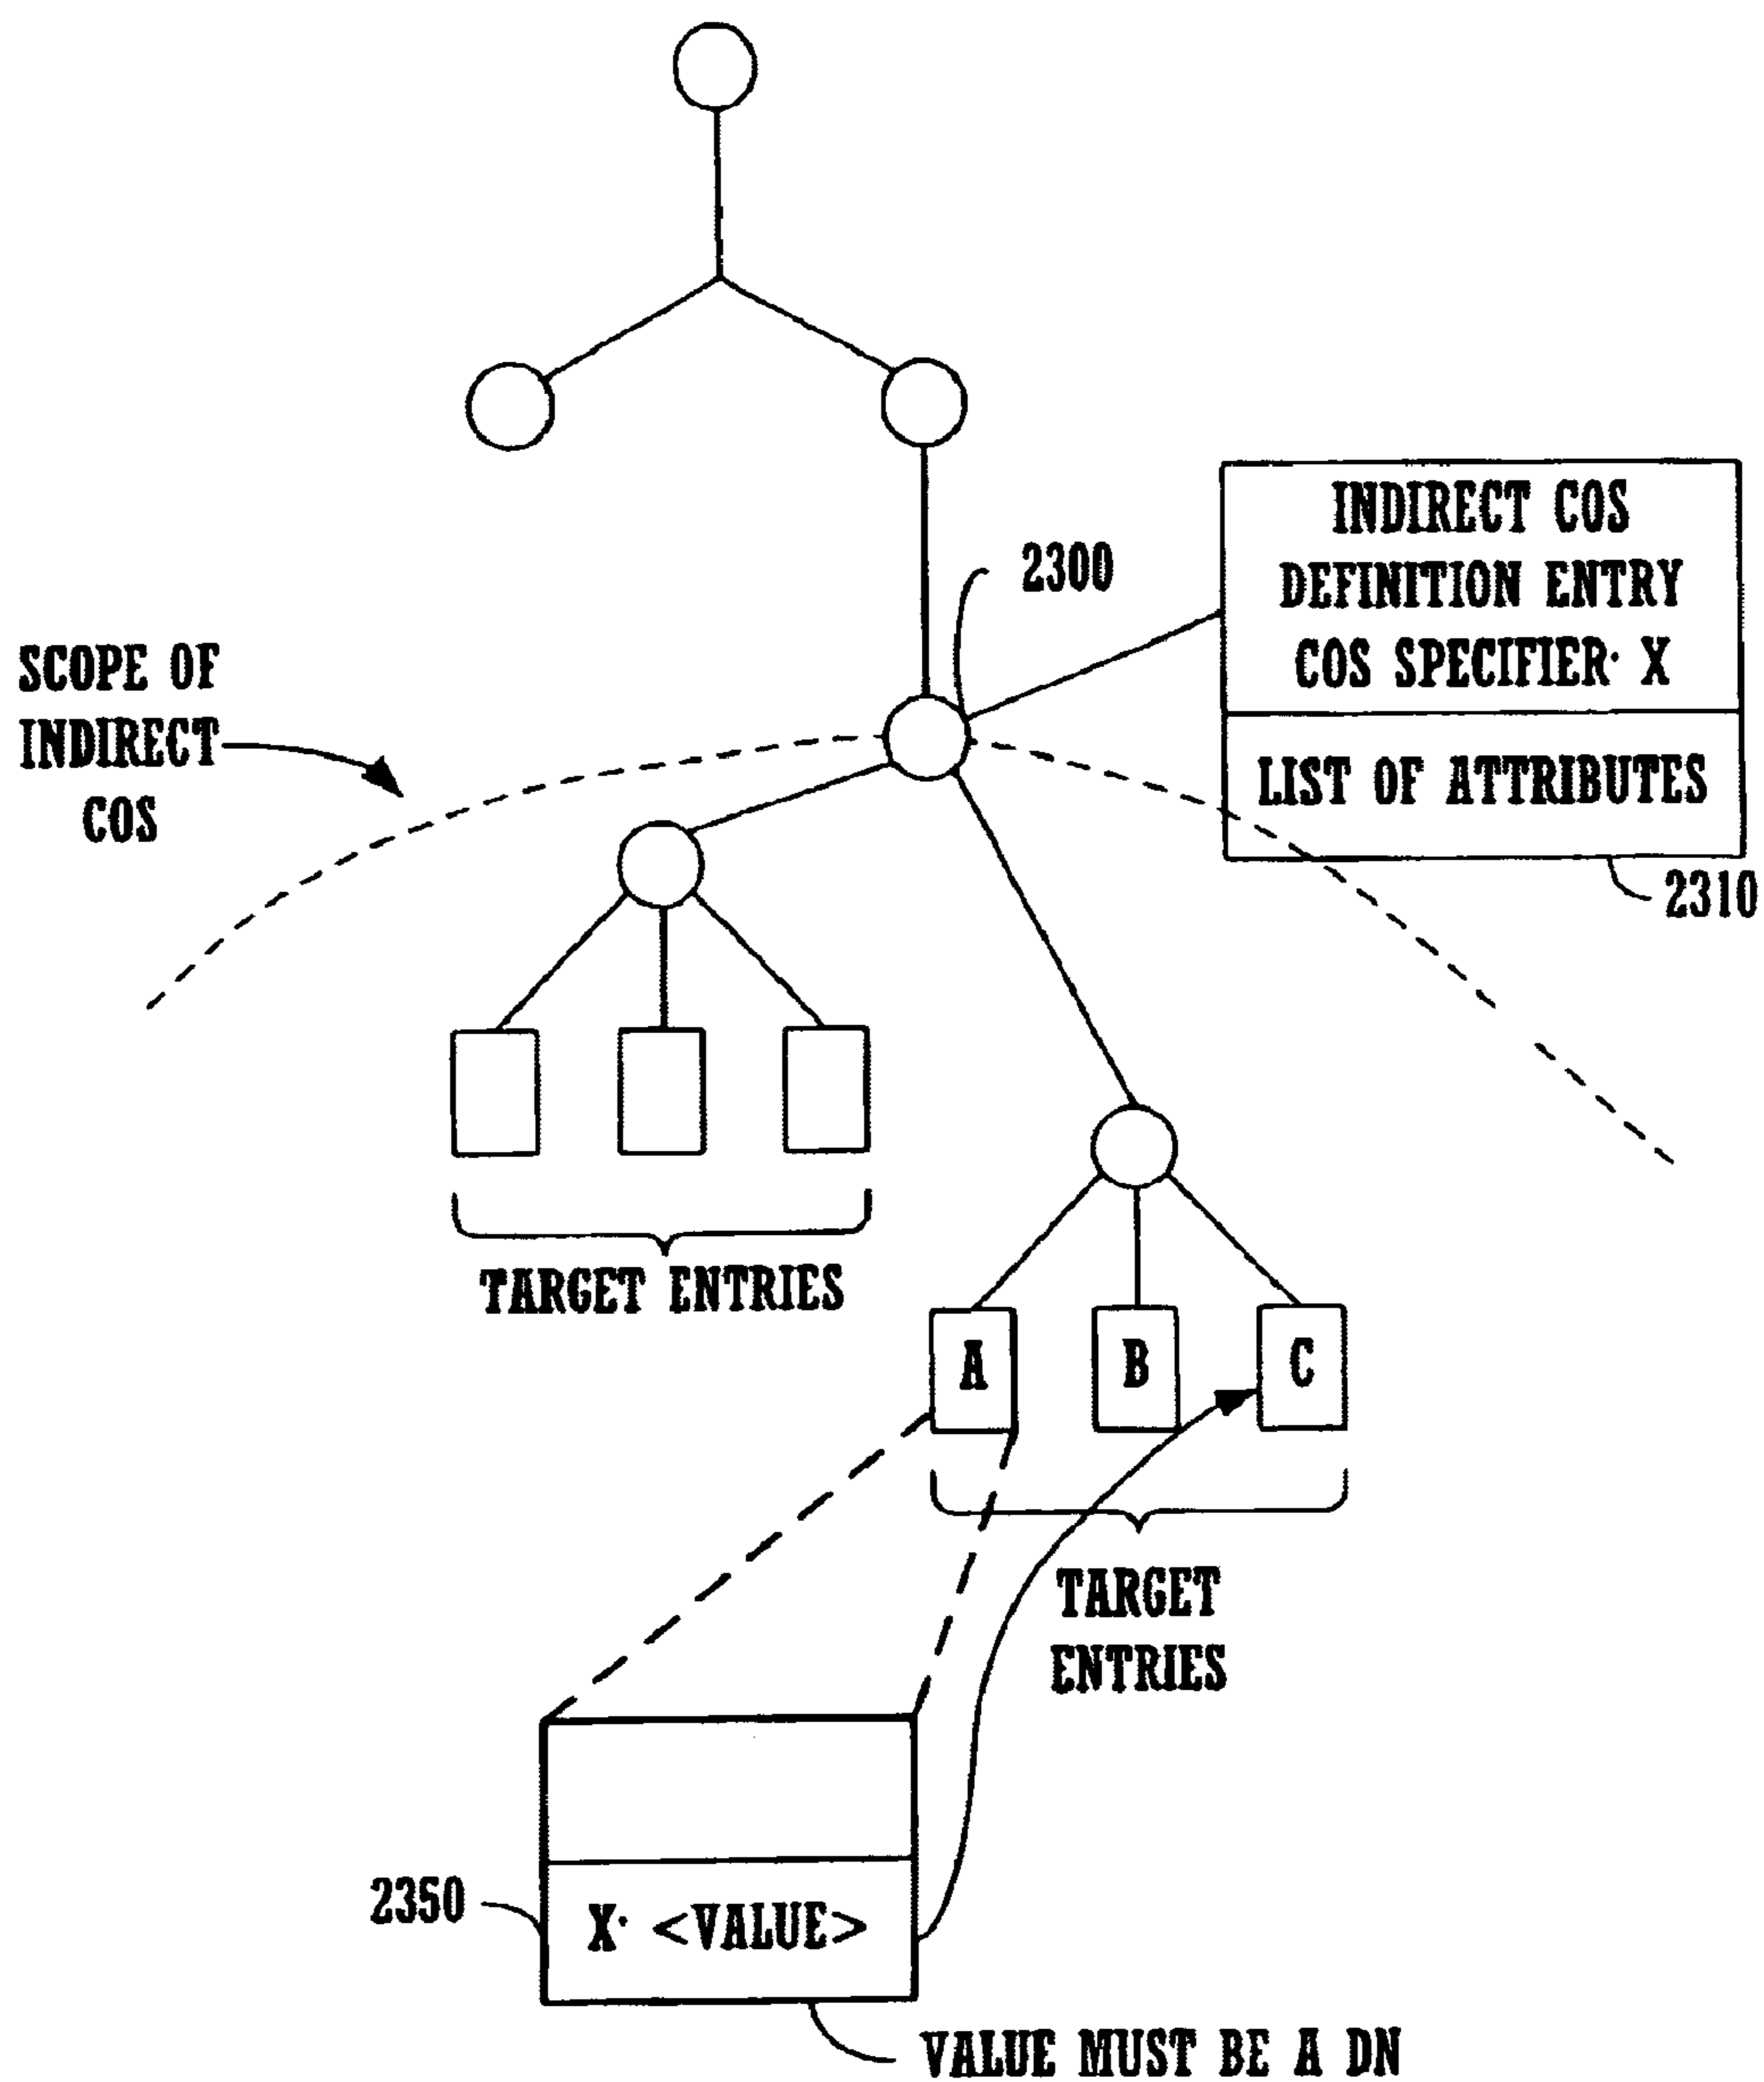 2300
INDIRECT COS
DEFINITION ENTRY
COS SPECIFIER: X
LIST OF ATTRIBUTES
2310
SCOPE OF
INDIRECT
COS
TARGET ENTRIES
A
B
C
TARGET
ENTRIES
2350
X: <VALUE>
VALUE MUST BE A DN